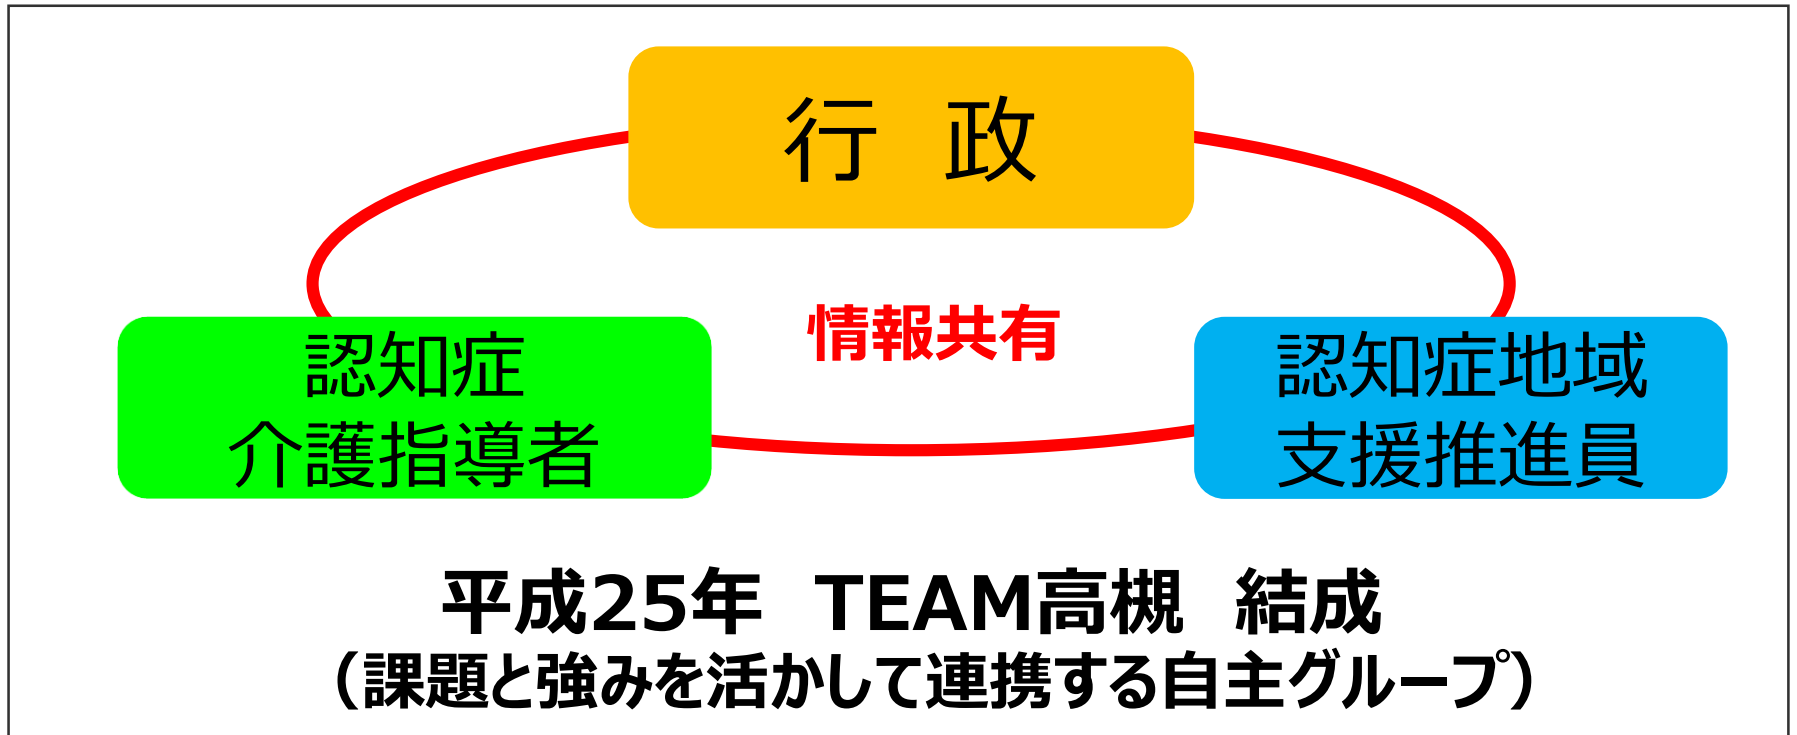 行 政
情報共有
認知症
介護指導者
認知症地域
支援推進員
平成25年 TEAM高槻 結成
（課題と強みを活かして連携する自主グループ）